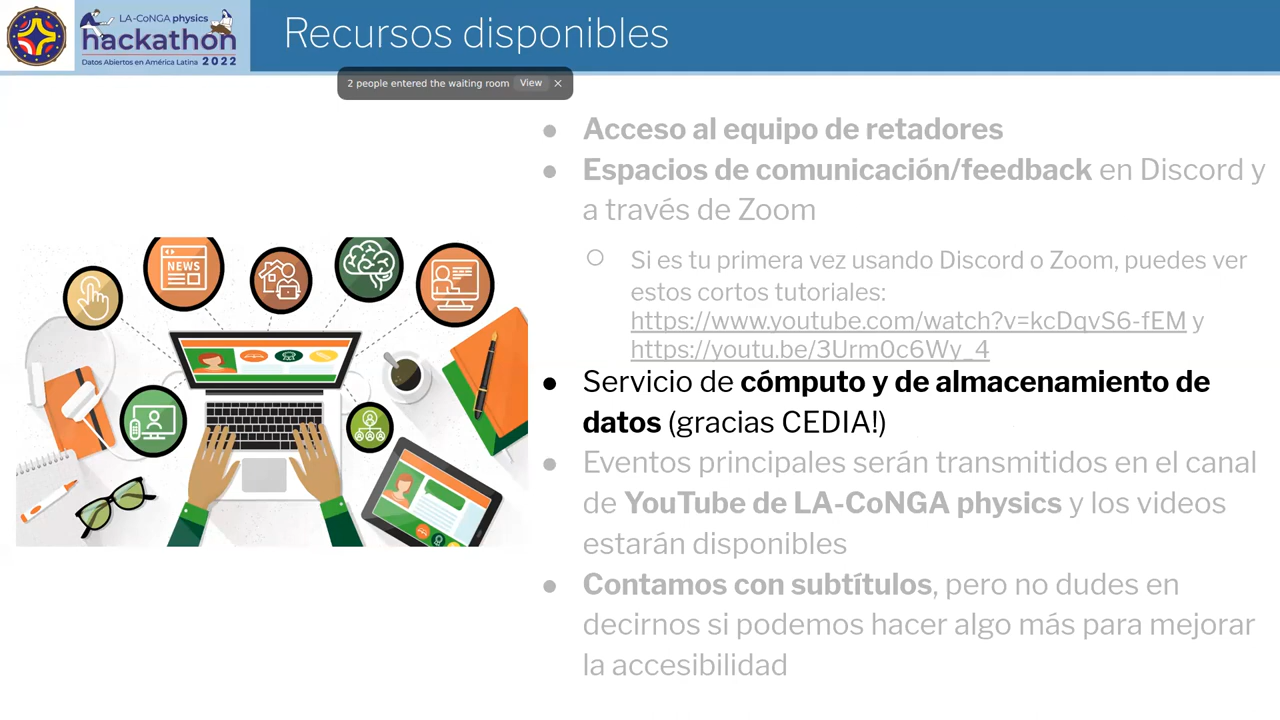 LA-CoNGA physics
hackathon
Datos Abiertos en América Latina 2022
Recursos disponibles
2 people entered the waiting room View ×
● Acceso al equipo de retadores
● Espacios de comunicación/feedback en Discord y
a través de Zoom
○ Si es tu primera vez usando Discord o Zoom, puedes ver
estos cortos tutoriales:
https://www.youtube.com/watch?v=kcDqvS6-fEM y
https://youtu.be/3Urm0c6Wy_4
● Servicio de cómputo y de almacenamiento de
datos (gracias CEDIA!)
● Eventos principales serán transmitidos en el canal
de YouTube de LA-CoNGA physics y los videos
estarán disponibles
● Contamos con subtítulos, pero no dudes en
decirnos si podemos hacer algo más para mejorar
la accesibilidad
NEWS